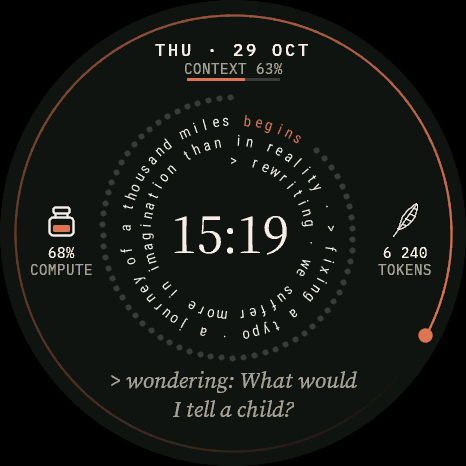 THU · 29 OCT
CONTEXT 63%
> rewriting · we suffer more in imagination than in reality · > fixing a typo · a journey of a thousand miles begins
15:19
68%
COMPUTE
6 240
TOKENS
> wondering: What would
I tell a child?